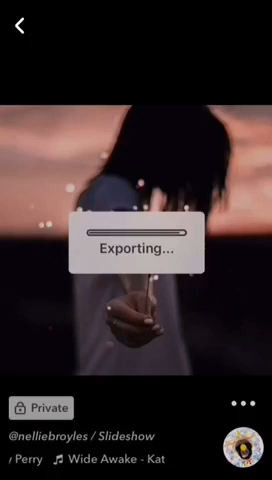 Exporting...
Private
@nelliebroyles / Slideshow
y Perry Wide Awake - Kat